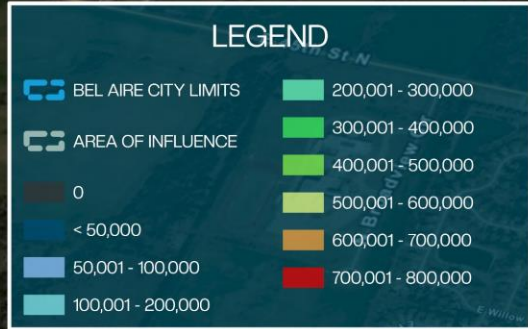 LEGEND
BEL AIRE CITY LIMITS
AREA OF INFLUENCE
0
< 50,000
50,001 - 100,000
100,001 - 200,000
200,001 - 300,000
300,001 - 400,000
400,001 - 500,000
500,001 - 600,000
600,001 - 700,000
700,001 - 800,000
St N
E Willow